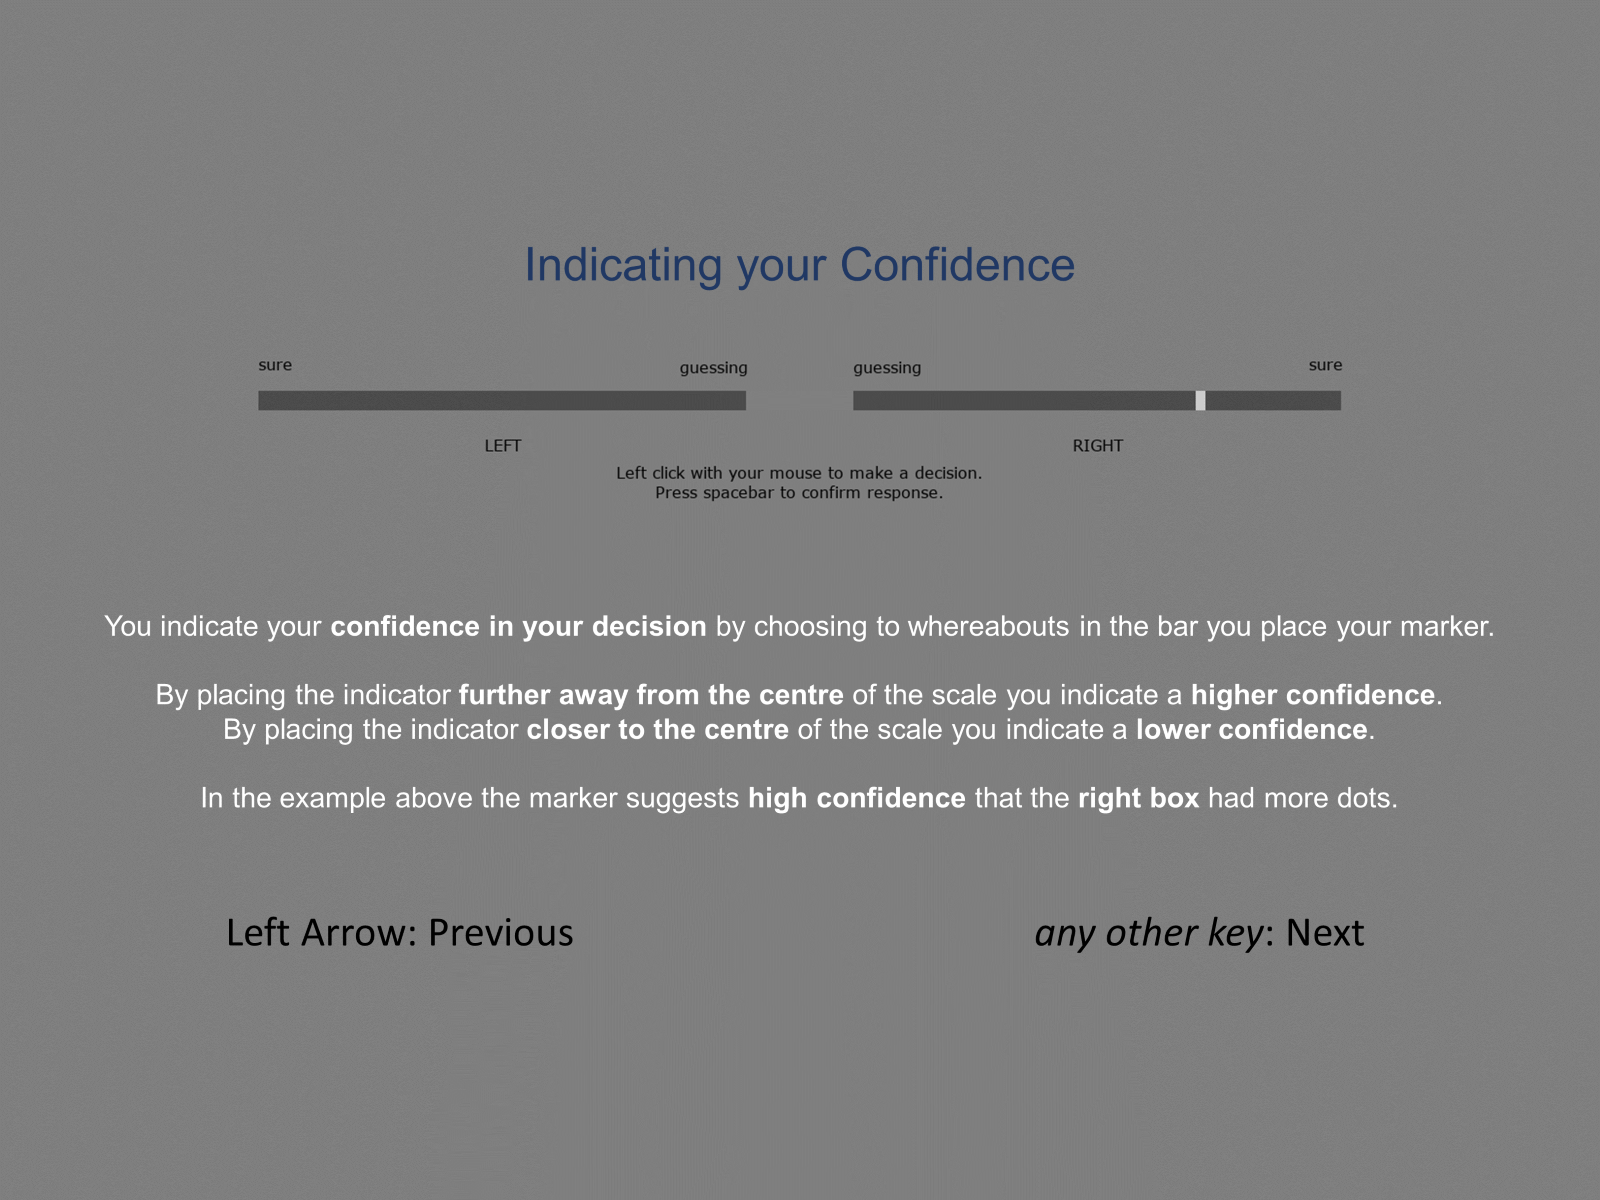 Indicating your Confidence
sure guessing guessing sure
LEFT RIGHT
Left click with your mouse to make a decision.
Press spacebar to confirm response.
You indicate your confidence in your decision by choosing to whereabouts in the bar you place your marker.
By placing the indicator further away from the centre of the scale you indicate a higher confidence.
By placing the indicator closer to the centre of the scale you indicate a lower confidence.
In the example above the marker suggests high confidence that the right box had more dots.
Left Arrow: Previous any other key: Next